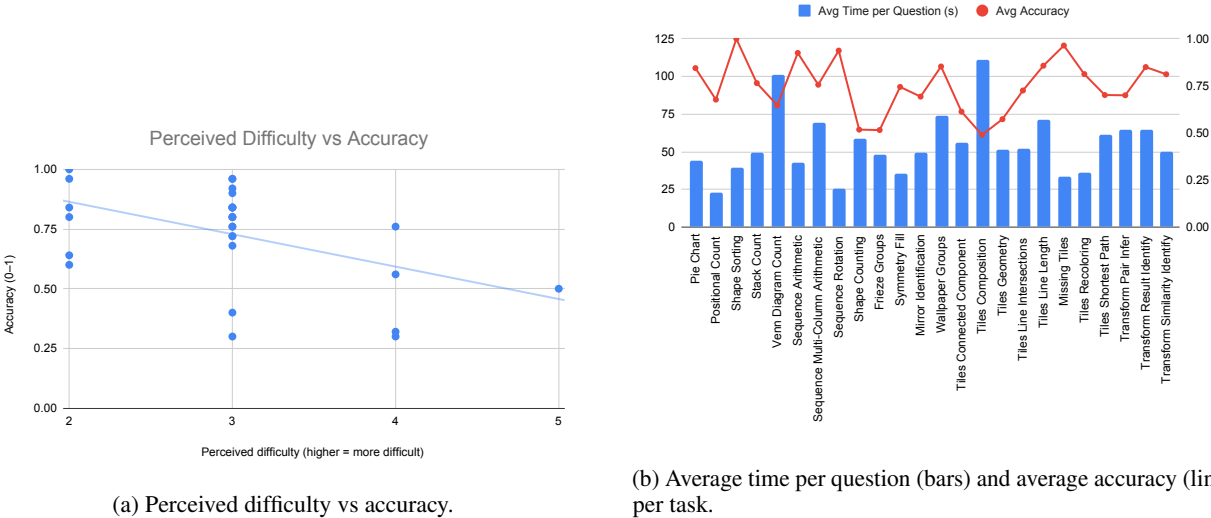 Perceived Difficulty vs Accuracy
1.00
0.75
0.50
0.25
0.00
Accuracy (0–1)
2
3
4
5
Perceived difficulty (higher = more difficult)
(a) Perceived difficulty vs accuracy.
Avg Time per Question (s)
Avg Accuracy
125
100
75
50
25
0
1.00
0.75
0.50
0.25
0.00
Pie Chart
Positional Count
Shape Sorting
Stack Count
Venn Diagram Count
Sequence Arithmetic
Sequence Multi-Column Arithmetic
Sequence Rotation
Shape Counting
Frieze Groups
Symmetry Fill
Mirror Identification
Wallpaper Groups
Tiles Connected Component
Tiles Composition
Tiles Geometry
Tiles Line Intersections
Tiles Line Length
Missing Tiles
Tiles Recoloring
Tiles Shortest Path
Transform Pair Infer
Transform Result Identify
Transform Similarity Identify
(b) Average time per question (bars) and average accuracy (lin
per task.